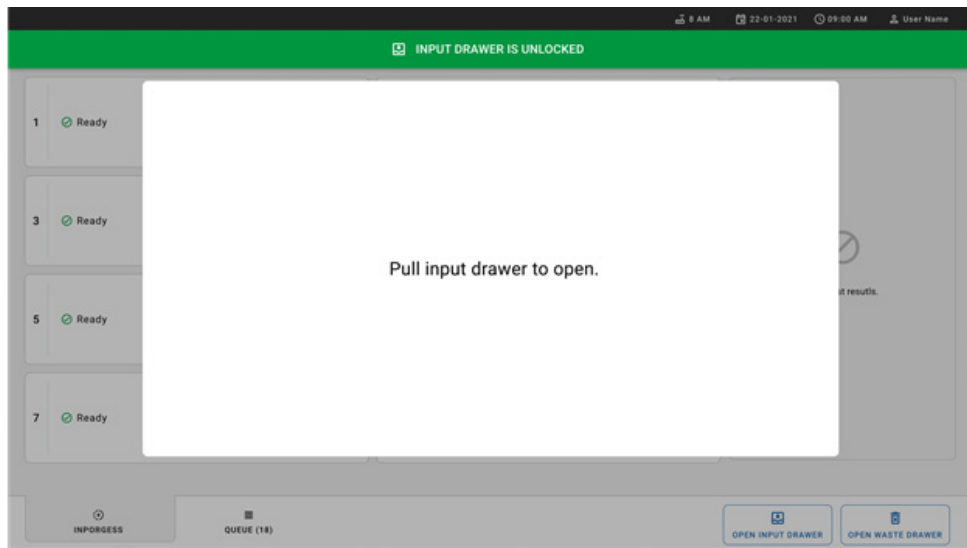 8 AM 22-01-2021 09:00 AM User Name
INPUT DRAWER IS UNLOCKED
1 Ready
3 Ready
Pull input drawer to open.
resutls.
5 Ready
7 Ready
INPORGESS QUEUE (18) OPEN INPUT DRAWER OPEN WASTE DRAWER